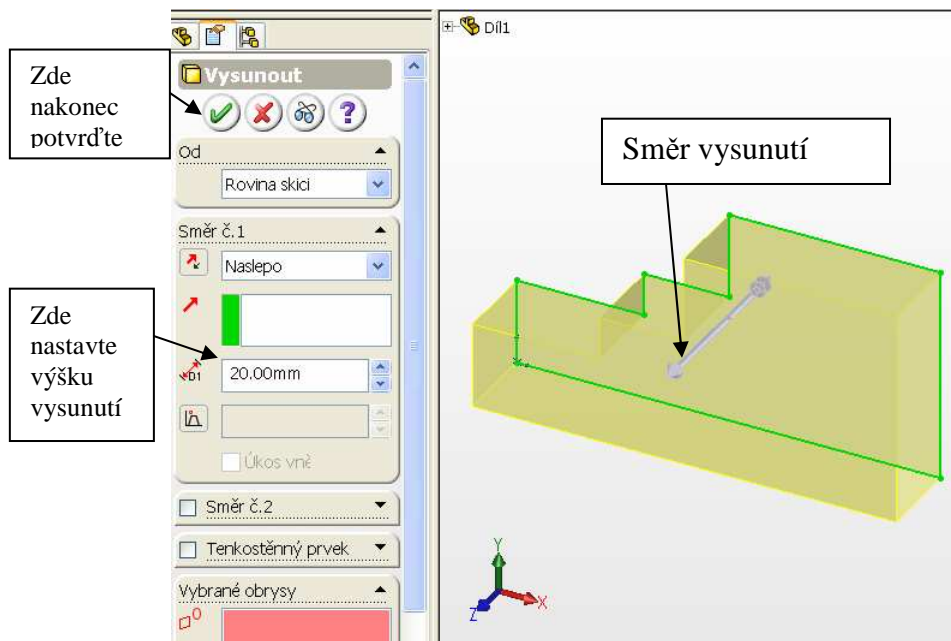 Díl1
Zde
nakonec
potvrďte
Vysunout
?
Od
Rovina skici
Směr vysunutí
Směr č.1
Naslepo
Zde
nastavte
výšku
vysunutí
D1
20.00mm
Úkos vně
Směr č.2
Tenkostěnný prvek
Vybrané obrysy
Y
X
Z